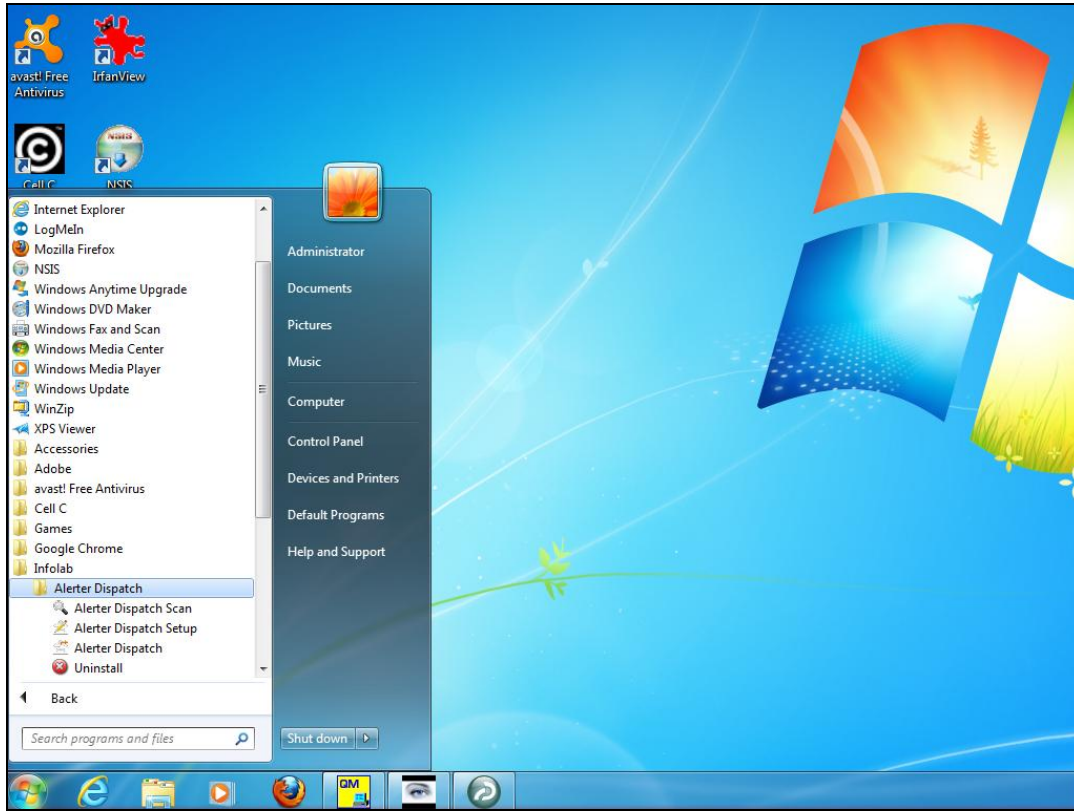 avast! Free
Antivirus
IrfanView
NSIS
Cell C
NSIS
Internet Explorer
LogMeIn
Mozilla Firefox
NSIS
Windows Anytime Upgrade
Windows DVD Maker
Windows Fax and Scan
Windows Media Center
Windows Media Player
Windows Update
WinZip
XPS Viewer
Accessories
Adobe
avast! Free Antivirus
Cell C
Games
Google Chrome
Infolab
Alerter Dispatch
Alerter Dispatch Scan
Alerter Dispatch Setup
Alerter Dispatch
Uninstall
Back
Search programs and files
Administrator
Documents
Pictures
Music
Computer
Control Panel
Devices and Printers
Default Programs
Help and Support
Shut down
QM